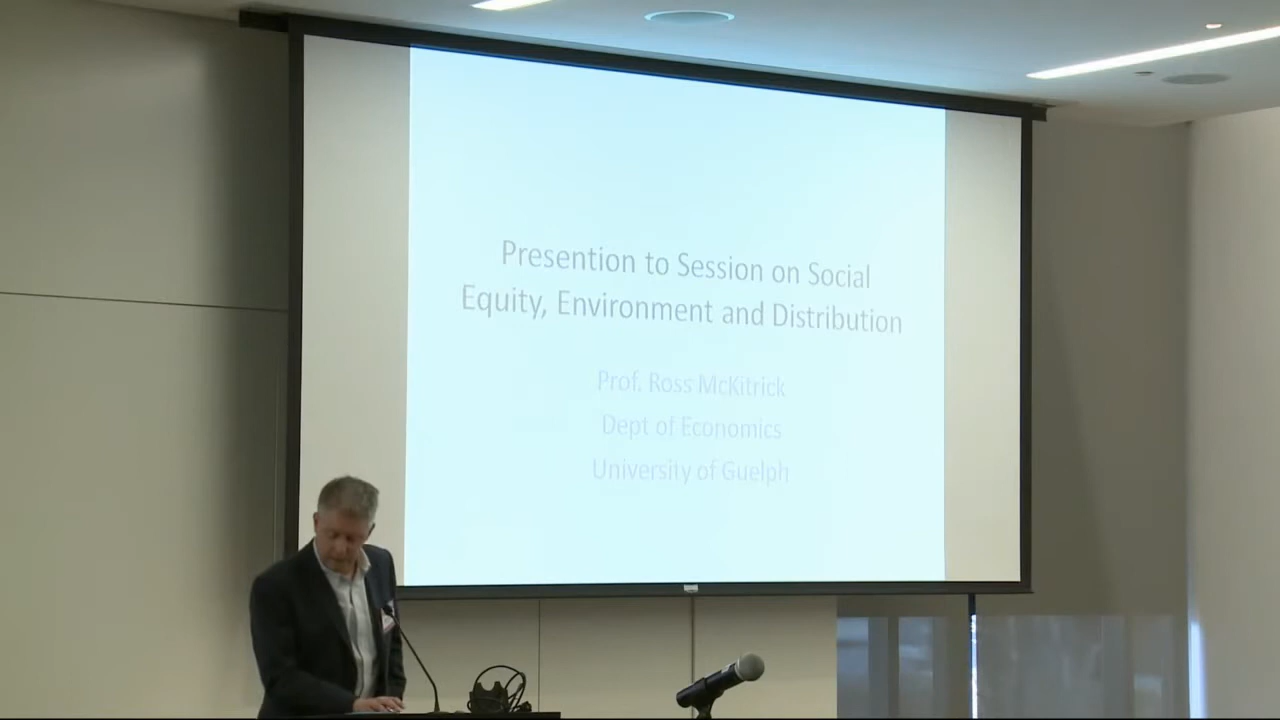 Presention to Session on Social
Equity, Environment and Distribution
Prof. Ross McKitrick
Dept of Economics
University of Guelph